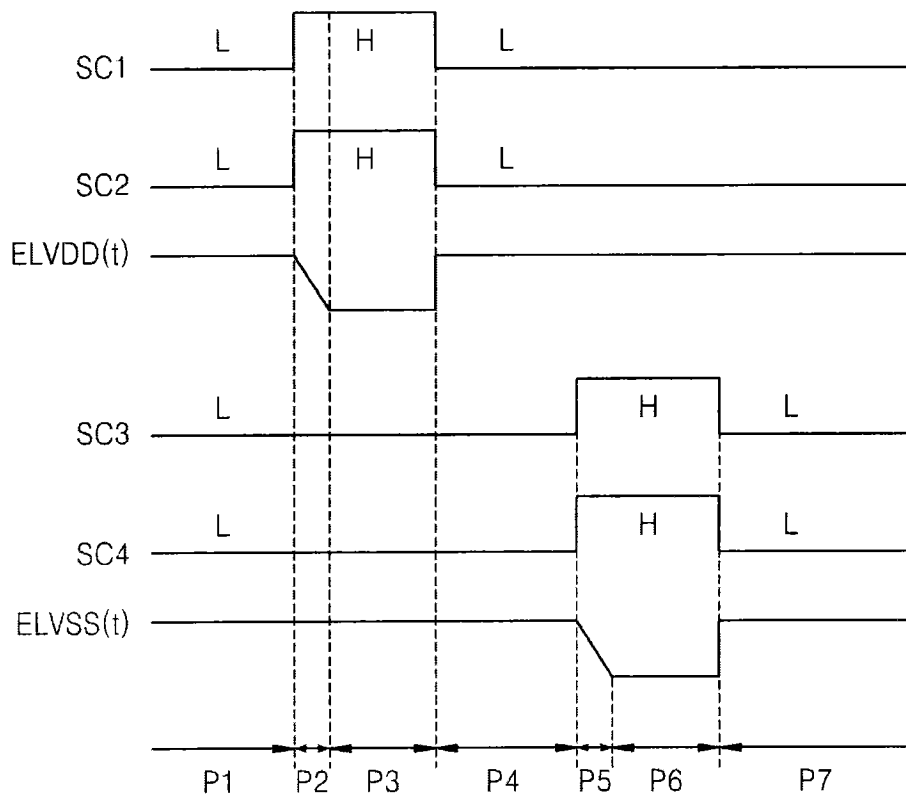 L H L
SC1
L H L
SC2
ELVDD(t)
L H L
SC3
L H L
SC4
ELVSS(t)
P1 P2 P3 P4 P5 P6 P7